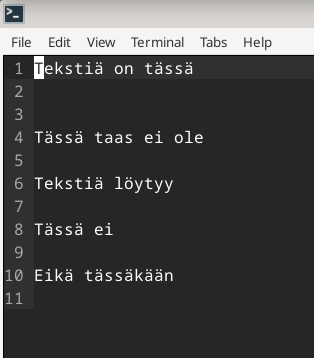 File Edit View Terminal Tabs Help
1 Tekstiä on tässä
2
3
4 Tässä taas ei ole
5
6 Tekstiä löytyy
7
8 Tässä ei
9
10 Eikä tässäkään
11